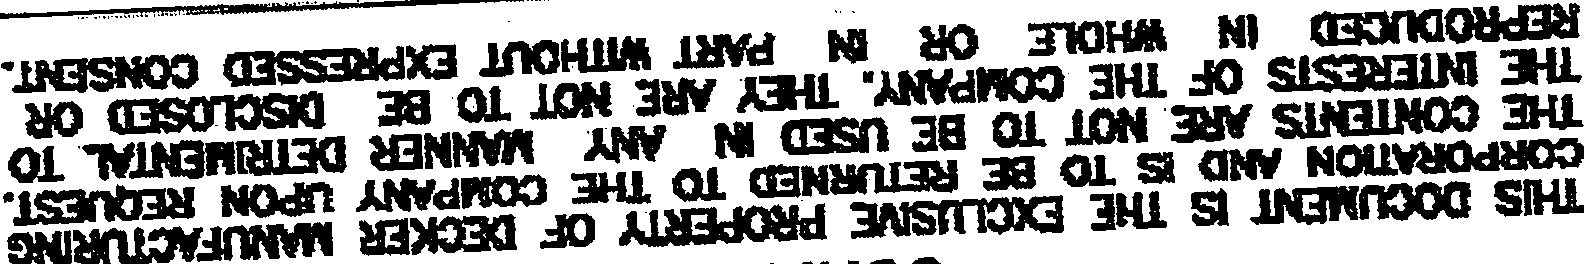 THIS DOCUMENT IS THE EXCLUSIVE PROPERTY OF DECKER MANUFACTURING
CORPORATION AND IS TO BE RETURNED TO THE COMPANY UPON REQUEST.
THE CONTENTS ARE NOT TO BE USED IN ANY MANNER DETRIMENTAL TO
THE INTERESTS OF THE COMPANY. THEY ARE NOT TO BE DISCLOSED OR
REPRODUCED IN WHOLE OR IN PART WITHOUT EXPRESSED CONSENT.